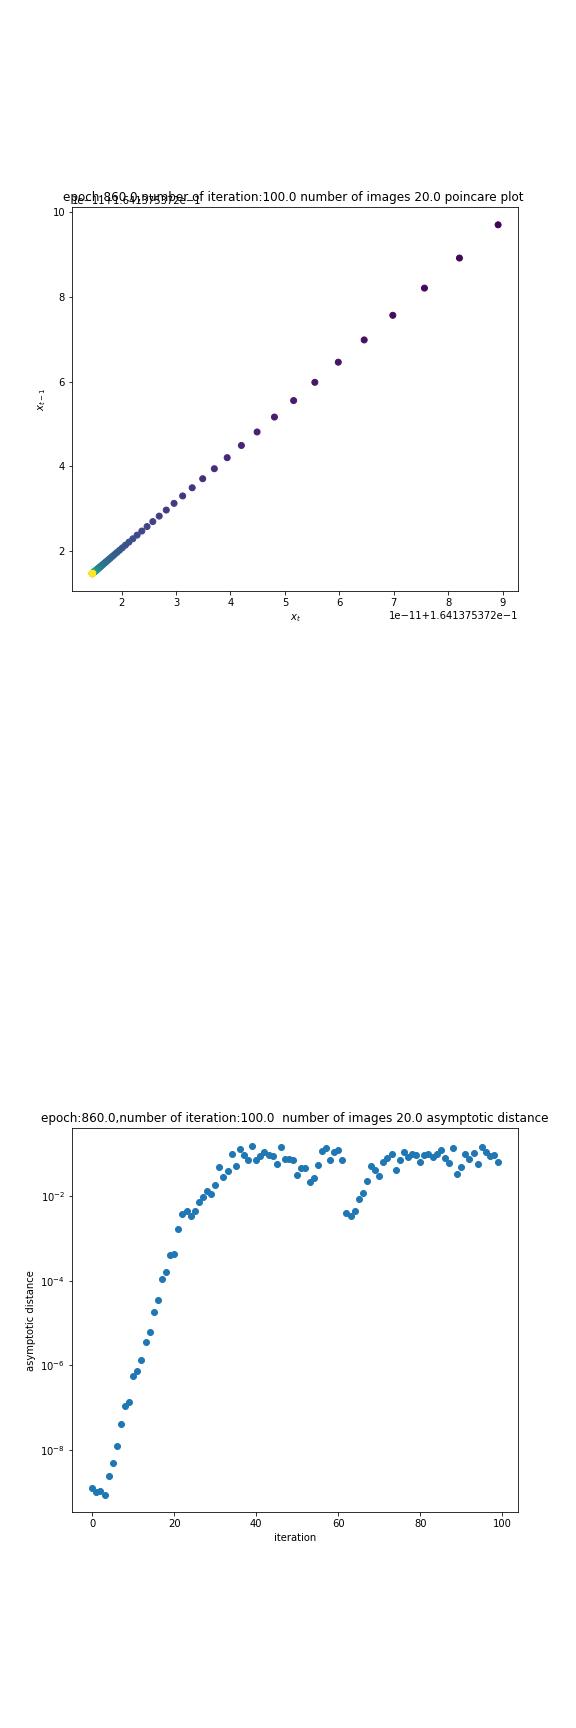 epoch:860.0,number of iteration:100.0 number of images 20.0 poincare plot
1e−11+1.641375372e−1
10
8
6
4
2
x_{t−1}
2 3 4 5 6 7 8 9
x_t
1e−11+1.641375372e−1
epoch:860.0,number of iteration:100.0  number of images 20.0 asymptotic distance
10^{−2}
10^{−4}
10^{−6}
10^{−8}
asymptotic distance
0 20 40 60 80 100
iteration